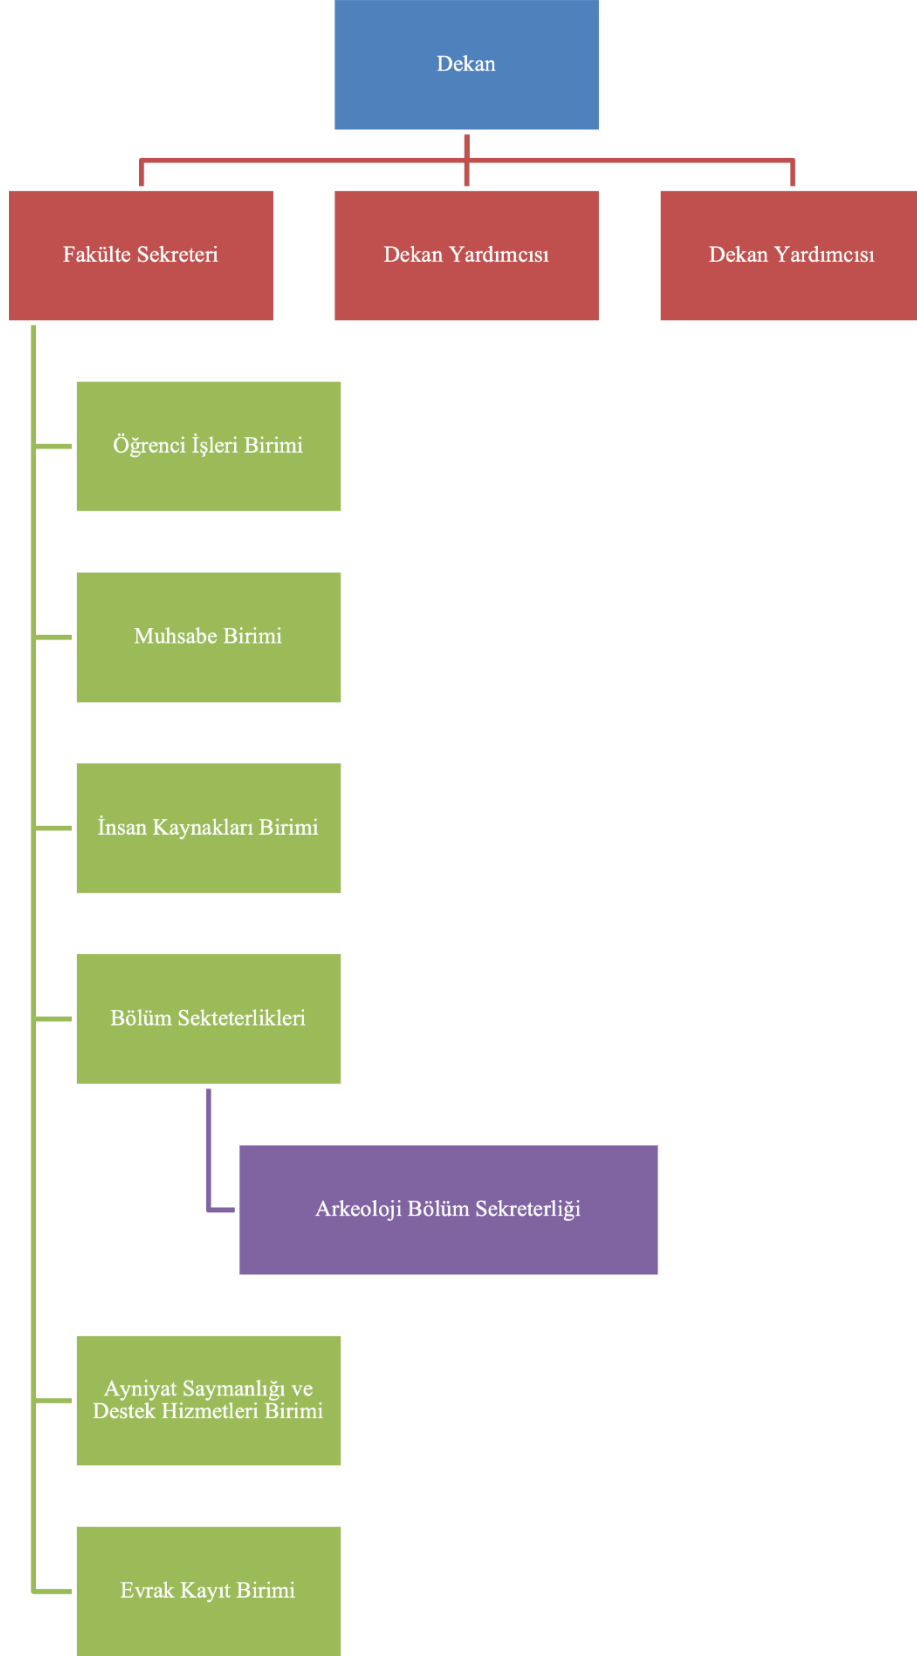 Dekan
Fakülte Sekreteri
Dekan Yardımcısı
Dekan Yardımcısı
Öğrenci İşleri Birimi
Muhsabe Birimi
İnsan Kaynakları Birimi
Bölüm Sekteterlikleri
Arkeoloji Bölüm Sekreterliği
Ayniyat Saymanlığı ve
Destek Hizmetleri Birimi
Evrak Kayıt Birimi